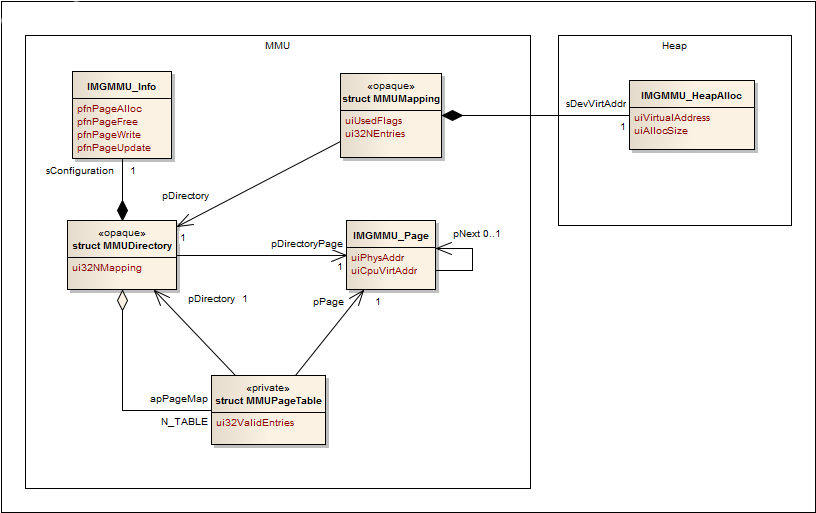 MMU
Heap
IMGMMU_Info
pfnPageAlloc
pfnPageFree
pfnPageWrite
pfnPageUpdate
«opaque»
struct MMUMapping
uiUsedFlags
ui32NEntries
sDevVirtAddr
1
IMGMMU_HeapAlloc
uiVirtualAddress
uiAllocSize
sConfiguration 1
pDirectory
1
«opaque»
struct MMUDirectory
ui32NMapping
pDirectoryPage
1
IMGMMU_Page
uiPhysAddr
uiCpuVirtAddr
pNext 0..1
pDirectory 1
pPage 1
apPageMap
N_TABLE
«private»
struct MMUPageTable
ui32ValidEntries